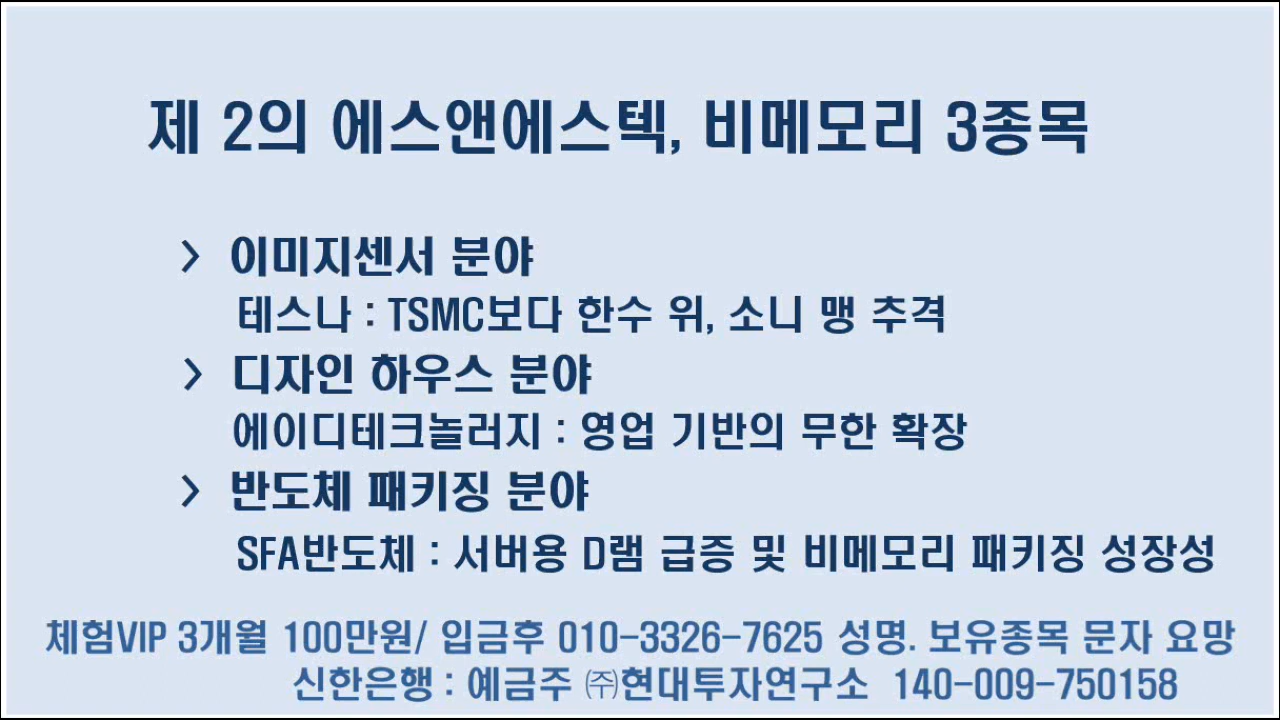 제 2의 에스앤에스텍, 비메모리 3종목
> 이미지센서 분야
테스나 : TSMC보다 한수 위, 소니 맹 추격
> 디자인 하우스 분야
에이디테크놀러지 : 영업 기반의 무한 확장
> 반도체 패키징 분야
SFA반도체 : 서버용 D램 급증 및 비메모리 패키징 성장성
체험VIP 3개월 100만원/ 입금후 010-3326-7625 성명. 보유종목 문자 요망
신한은행 : 예금주 ㈜현대투자연구소 140-009-750158